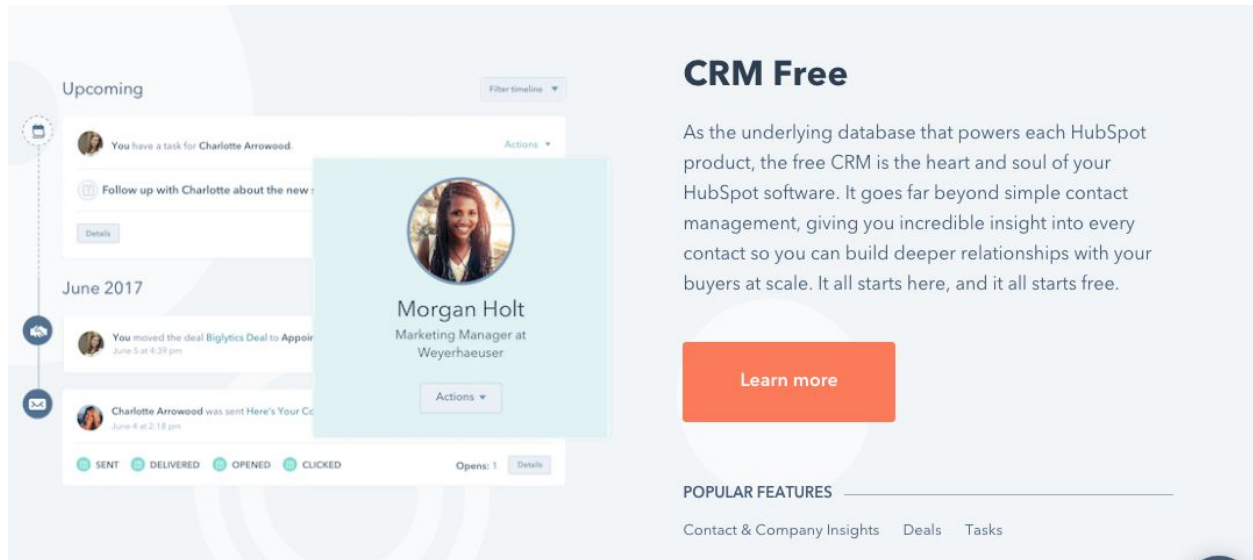 Upcoming
Filter timeline
You have a task for Charlotte Arrowood.
Actions
Follow up with Charlotte about the new
Details
June 2017
You moved the deal Biglytics Deal to Appoin
June 5 at 4:39 pm
Charlotte Arrowood was sent Here's Your Co
June 4 at 2:18 pm
SENT DELIVERED OPENED CLICKED
Opens: 1 Details
Morgan Holt
Marketing Manager at
Weyerhaeuser
Actions
CRM Free
As the underlying database that powers each HubSpot
product, the free CRM is the heart and soul of your
HubSpot software. It goes far beyond simple contact
management, giving you incredible insight into every
contact so you can build deeper relationships with your
buyers at scale. It all starts here, and it all starts free.
Learn more
POPULAR FEATURES
Contact & Company Insights Deals Tasks